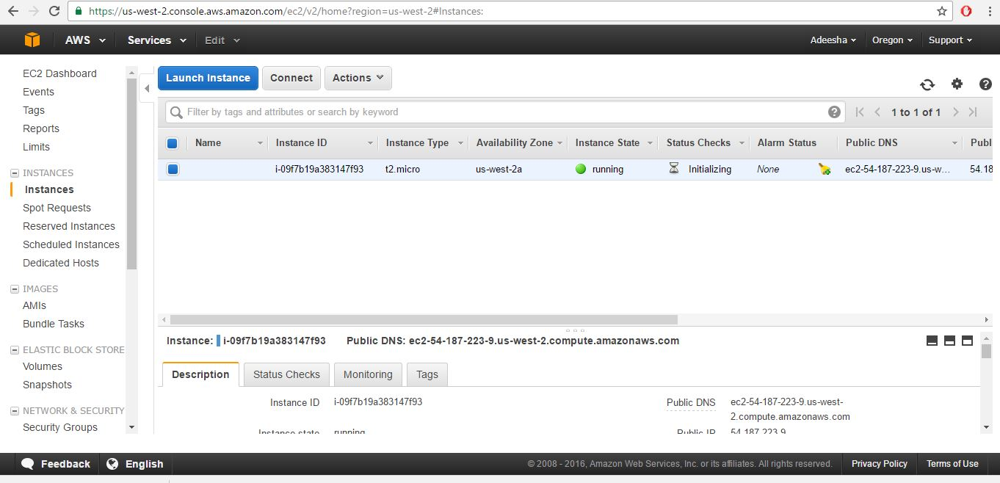 https://us-west-2.console.aws.amazon.com/ec2/v2/home?region=us-west-2#Instances:
AWS Services Edit Adeesha Oregon Support
EC2 Dashboard
Events
Tags
Reports
Limits
INSTANCES
Instances
Spot Requests
Reserved Instances
Scheduled Instances
Dedicated Hosts
IMAGES
AMIs
Bundle Tasks
ELASTIC BLOCK STORE
Volumes
Snapshots
NETWORK & SECURITY
Security Groups
Launch Instance Connect Actions
Filter by tags and attributes or search by keyword
1 to 1 of 1
Name Instance ID Instance Type Availability Zone Instance State Status Checks Alarm Status Public DNS Publ
i-09f7b19a383147f93 t2.micro us-west-2a running Initializing None ec2-54-187-223-9.us-w... 54.18
Instance: i-09f7b19a383147f93 Public DNS: ec2-54-187-223-9.us-west-2.compute.amazonaws.com
Description Status Checks Monitoring Tags
Instance ID i-09f7b19a383147f93 Public DNS ec2-54-187-223-9.us-west-
2.compute.amazonaws.com
Instance state running Public IP 54.187.223.9
Feedback English © 2008 - 2016, Amazon Web Services, Inc. or its affiliates. All rights reserved. Privacy Policy Terms of Use